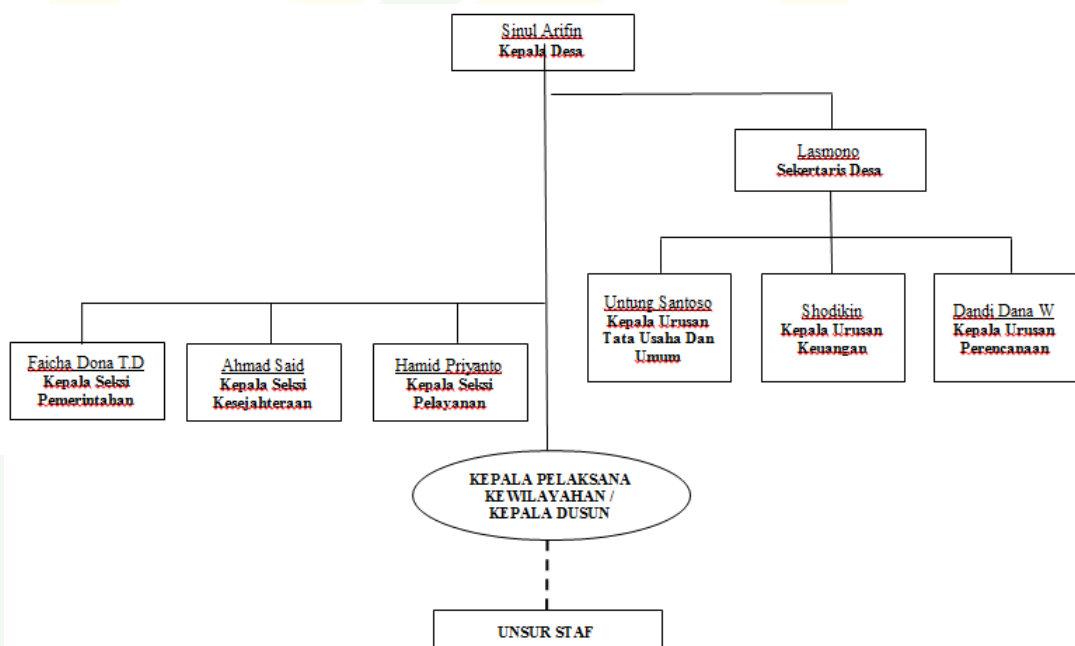 Sinul Arifin
Kepala Desa
Lasmono
Sekertaris Desa
Untung Santoso
Kepala Urusan
Tata Usaha Dan
Umum
Shodikin
Kepala Urusan
Keuangan
Dandi Dana W
Kepala Urusan
Perencanaan
Faicha Dona T.D
Kepala Seksi
Pemerintahan
Ahmad Said
Kepala Seksi
Kesejahteraan
Hamid Priyanto
Kepala Seksi
Pelayanan
KEPALA PELAKSANA
KEWILAYAHAN /
KEPALA DUSUN
UNSUR STAF